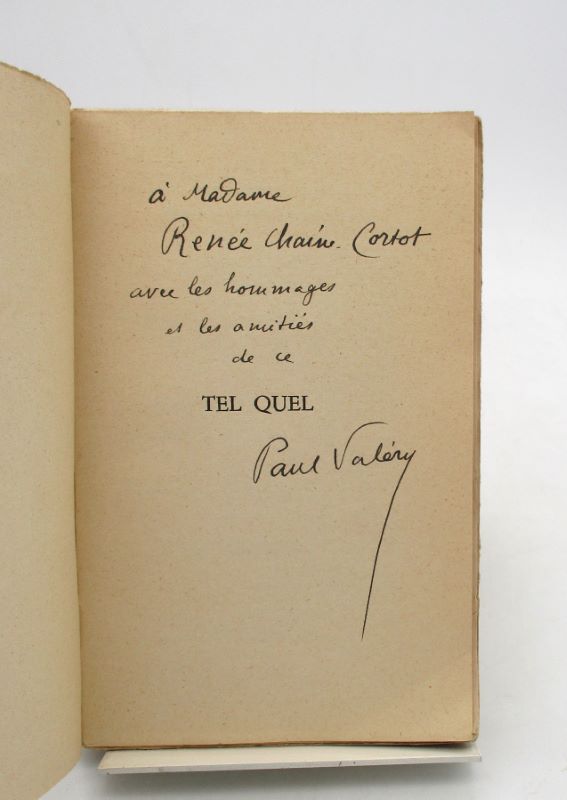 à Madame
Renée Chaine-Cortot
avec les hommages
et les amitiés
de ce
TEL QUEL
Paul Valéry